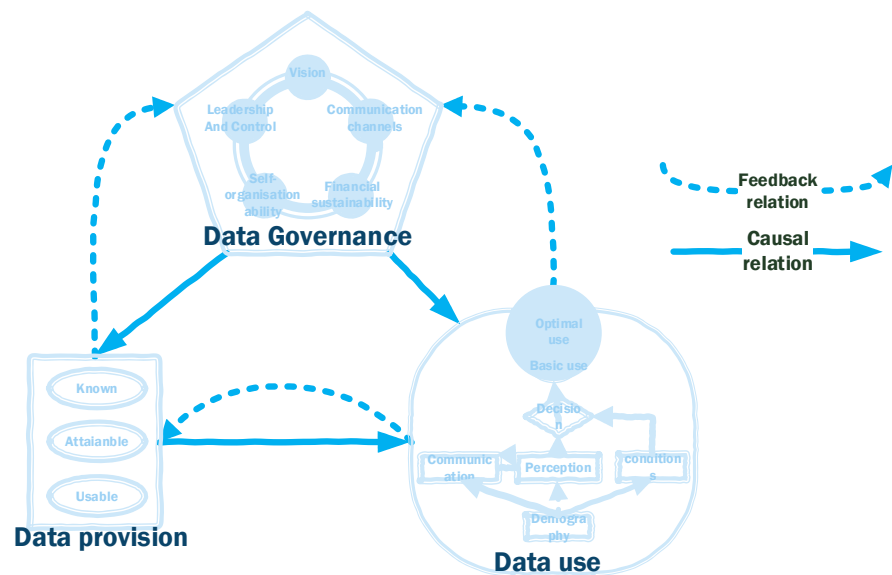 Vision
Leadership
And Control
Communication
channels
Self-
organisation
ability
Financial
sustainability
Data Governance
Feedback
relation
Causal
relation
Known
Attaianble
Usable
Data provision
Optimal
use
Basic use
Decisio
n
Communic
ation
Perception
condition
s
Demogra
phy
Data use